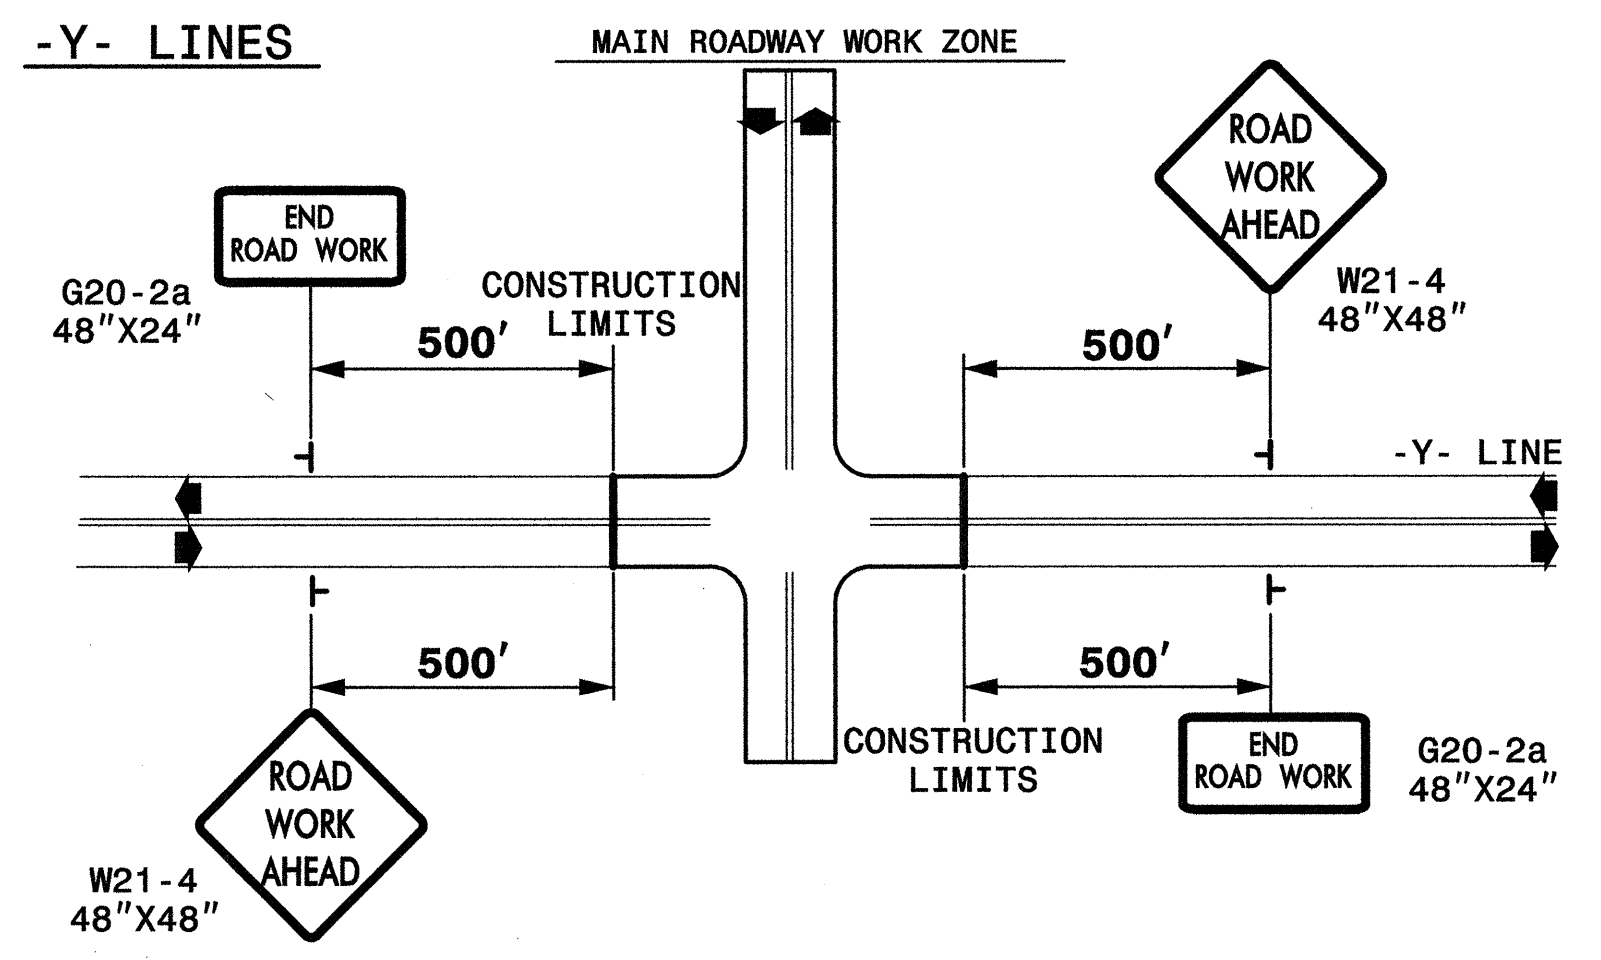 -Y- LINES
MAIN ROADWAY WORK ZONE
ROAD
WORK
AHEAD
W21-4
48"X48"
END
ROAD WORK
G20-2a
48"X24"
CONSTRUCTION
LIMITS
500'
500'
-Y- LINE
500'
500'
ROAD
WORK
AHEAD
W21-4
48"X48"
CONSTRUCTION
LIMITS
END
ROAD WORK
G20-2a
48"X24"